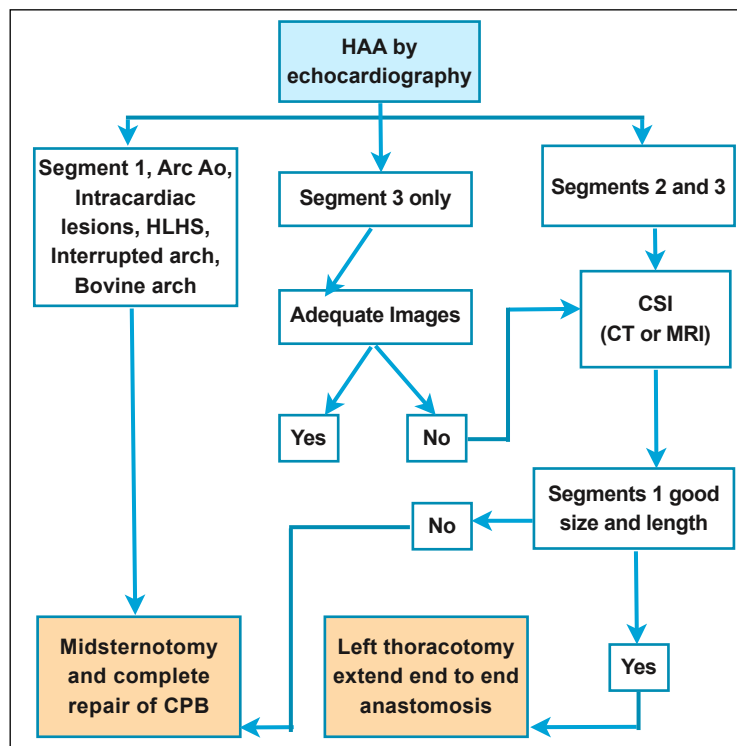 HAA by
echocardiography
Segment 1, Arc Ao,
Intracardiac
lesions, HLHS,
Interrupted arch,
Bovine arch
Segment 3 only
Segments 2 and 3
Adequate Images
CSI
(CT or MRI)
Yes
No
Segments 1 good
size and length
No
Midsternotomy
and complete
repair of CPB
Left thoracotomy
extend end to end
anastomosis
Yes